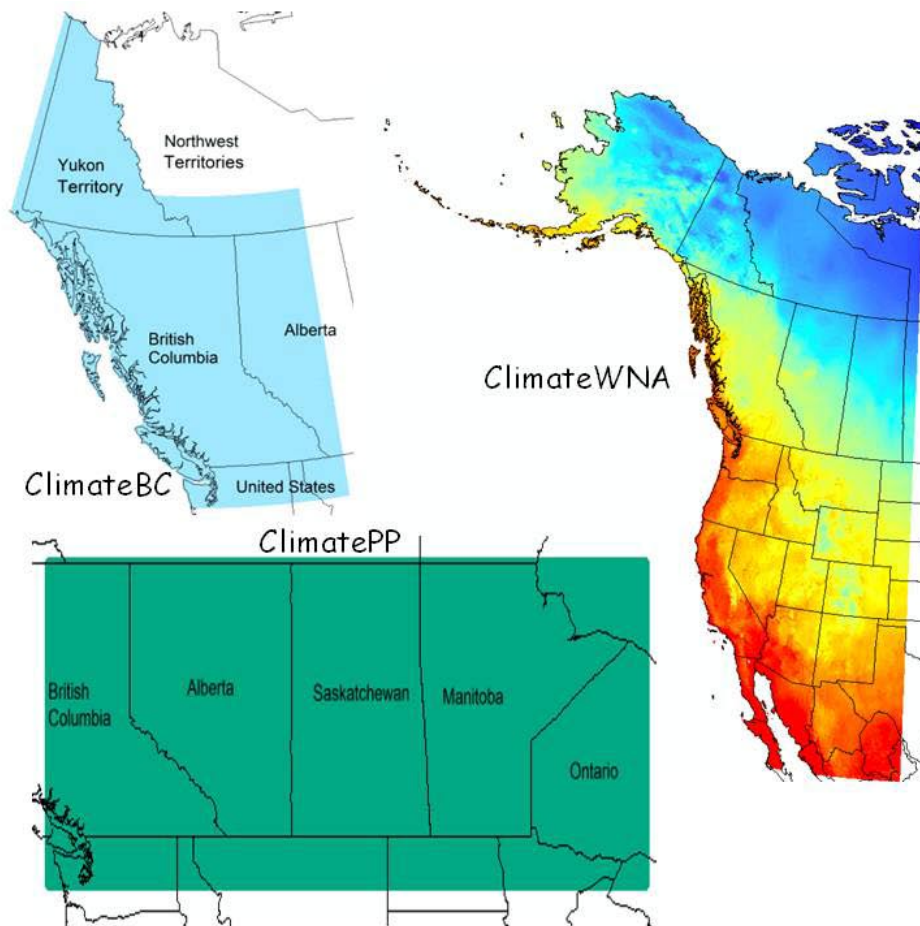 Northwest
Territories
Yukon
Territory
British
Columbia
Alberta
ClimateBC
United States
ClimateWNA
ClimatePP
British
Columbia
Alberta
Saskatchewan
Manitoba
Ontario